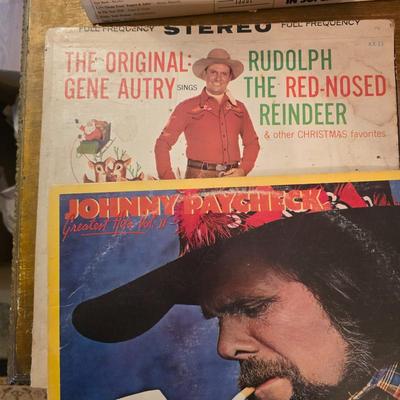 FULL FREQUENCY STEREO FULL FREQUENCY
THE ORIGINAL:
GENE AUTRY SINGS
RUDOLPH
THE RED-NOSED
REINDEER
& other CHRISTMAS favorites
JOHNNY PAYCHECK
Greatest Hits Vol. II